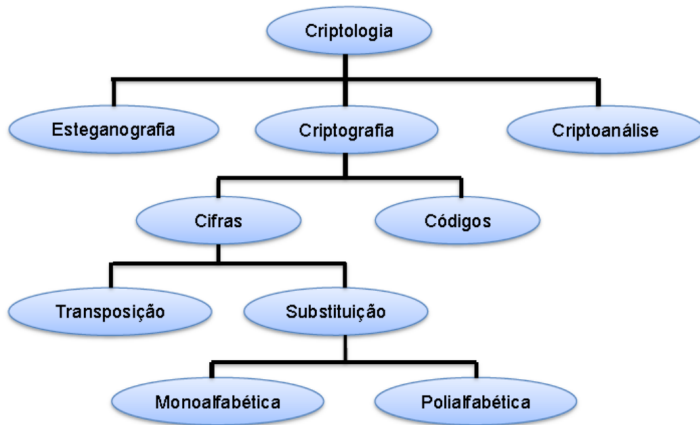 Criptologia
Esteganografia
Criptografia
Criptoanálise
Cifras
Códigos
Transposição
Substituição
Monoalfabética
Polialfabética